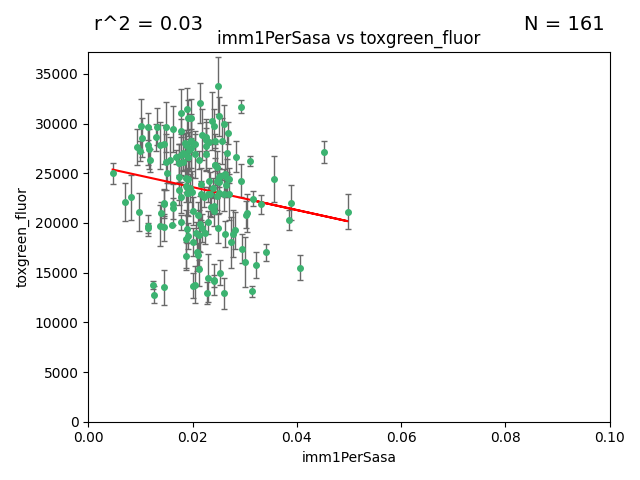 r^2 = 0.03
N = 161
imm1PerSasa vs toxgreen_fluor
35000
30000
25000
20000
15000
10000
5000
0
toxgreen_fluor
0.00
0.02
0.04
0.06
0.08
0.10
imm1PerSasa